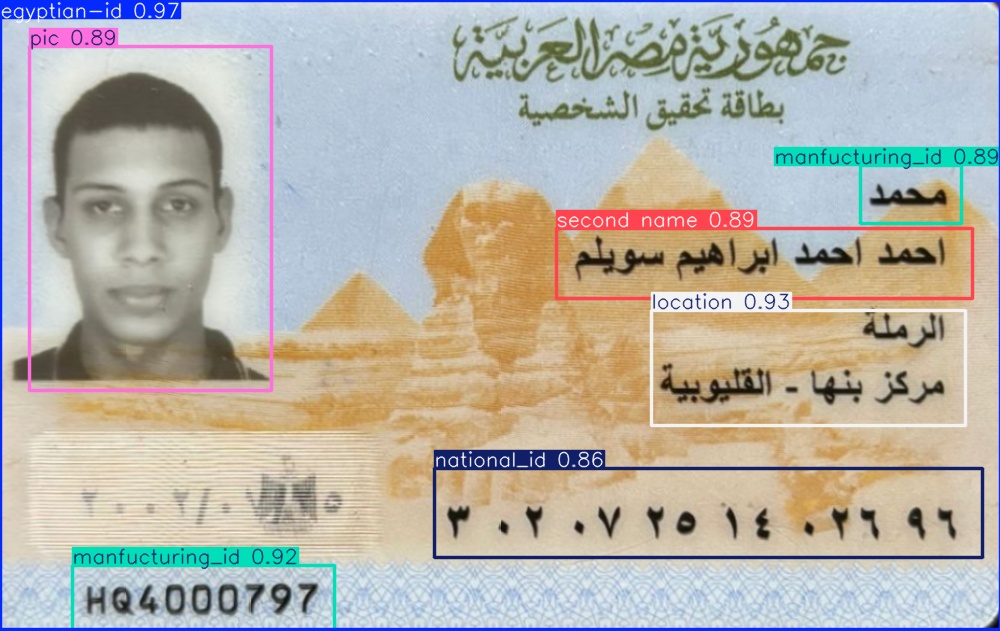 egyptian-id 0.97
pic 0.89
جمهورية مصر العربية
بطاقة تحقيق الشخصية
manfucturing_id 0.89
محمد
second name 0.89
احمد احمد ابراهيم سويلم
location 0.93
الرملة
مركز بنها - القليوبية
national_id 0.86
٣ ٠٢ ٠٧ ٢٥ ١٤ ٠٢٦ ٩٦
manfucturing_id 0.92
HQ4000797